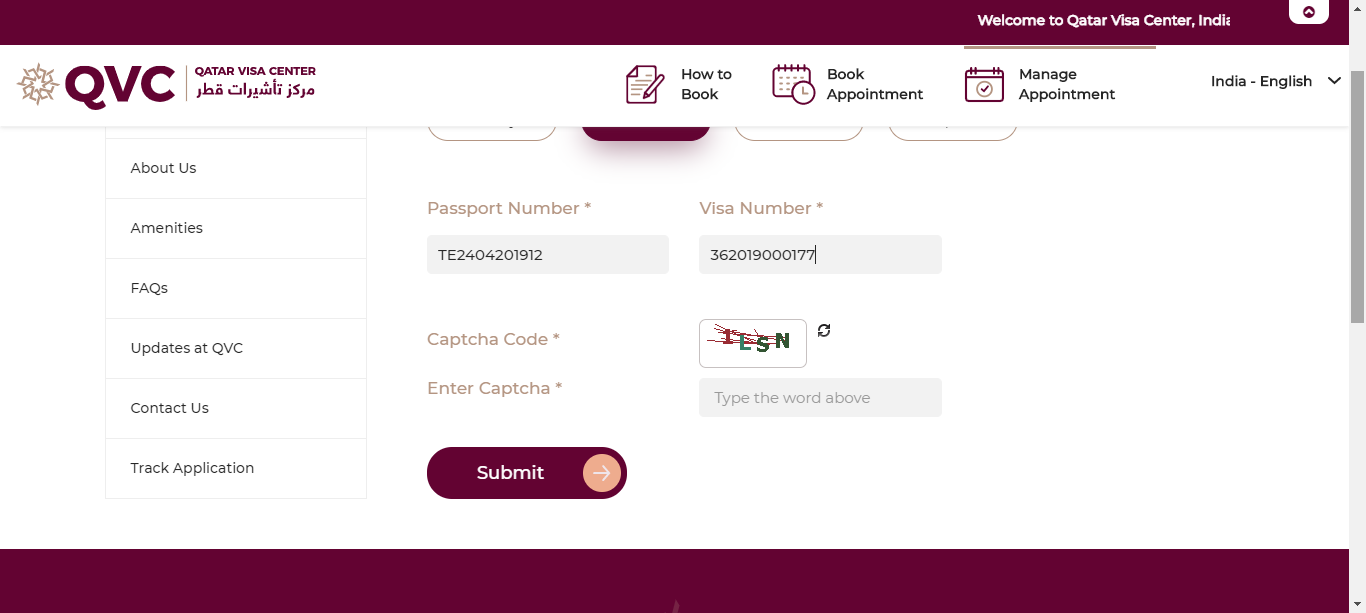 Welcome to Qatar Visa Center, India
QVC
QATAR VISA CENTER
مركز تأشيرات قطر
How to
Book
Book
Appointment
Manage
Appointment
India - English
About Us
Amenities
FAQs
Updates at QVC
Contact Us
Track Application
Passport Number *
Visa Number *
TE2404201912
362019000177
Captcha Code *
IESN
Enter Captcha *
Type the word above
Submit